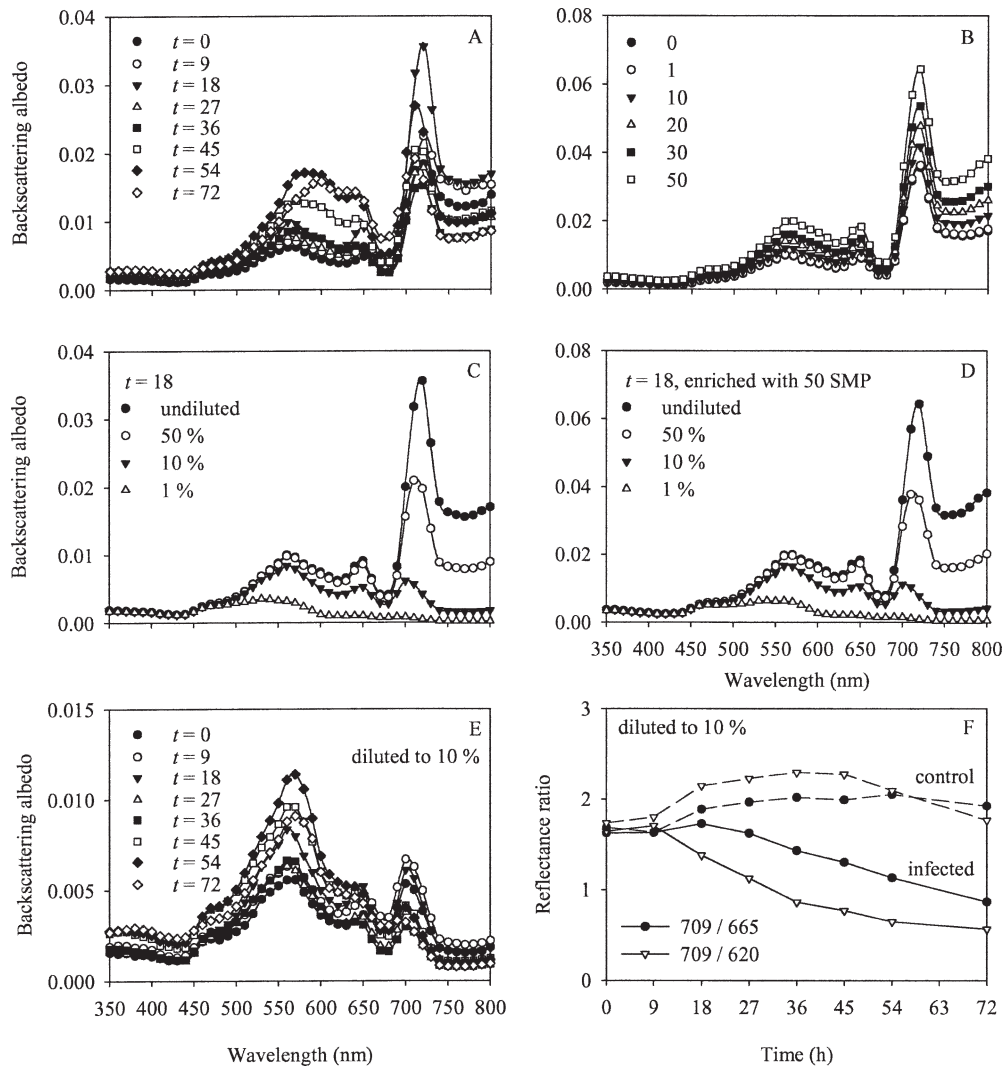 A
Backscattering albedo
0.04
0.03
0.02
0.01
0.00
t = 0
t = 9
t = 18
t = 27
t = 36
t = 45
t = 54
t = 72
B
0.08
0.06
0.04
0.02
0.00
0
1
10
20
30
50
C
Backscattering albedo
0.04
0.03
0.02
0.01
0.00
t = 18
undiluted
50 %
10 %
1 %
D
0.08
0.06
0.04
0.02
0.00
t = 18, enriched with 50 SMP
undiluted
50 %
10 %
1 %
350 400 450 500 550 600 650 700 750 800
Wavelength (nm)
E
diluted to 10 %
Backscattering albedo
0.015
0.010
0.005
0.000
t = 0
t = 9
t = 18
t = 27
t = 36
t = 45
t = 54
t = 72
350 400 450 500 550 600 650 700 750 800
Wavelength (nm)
F
diluted to 10 %
Reflectance ratio
3
2
1
0
control
infected
709 / 665
709 / 620
0 9 18 27 36 45 54 63 72
Time (h)